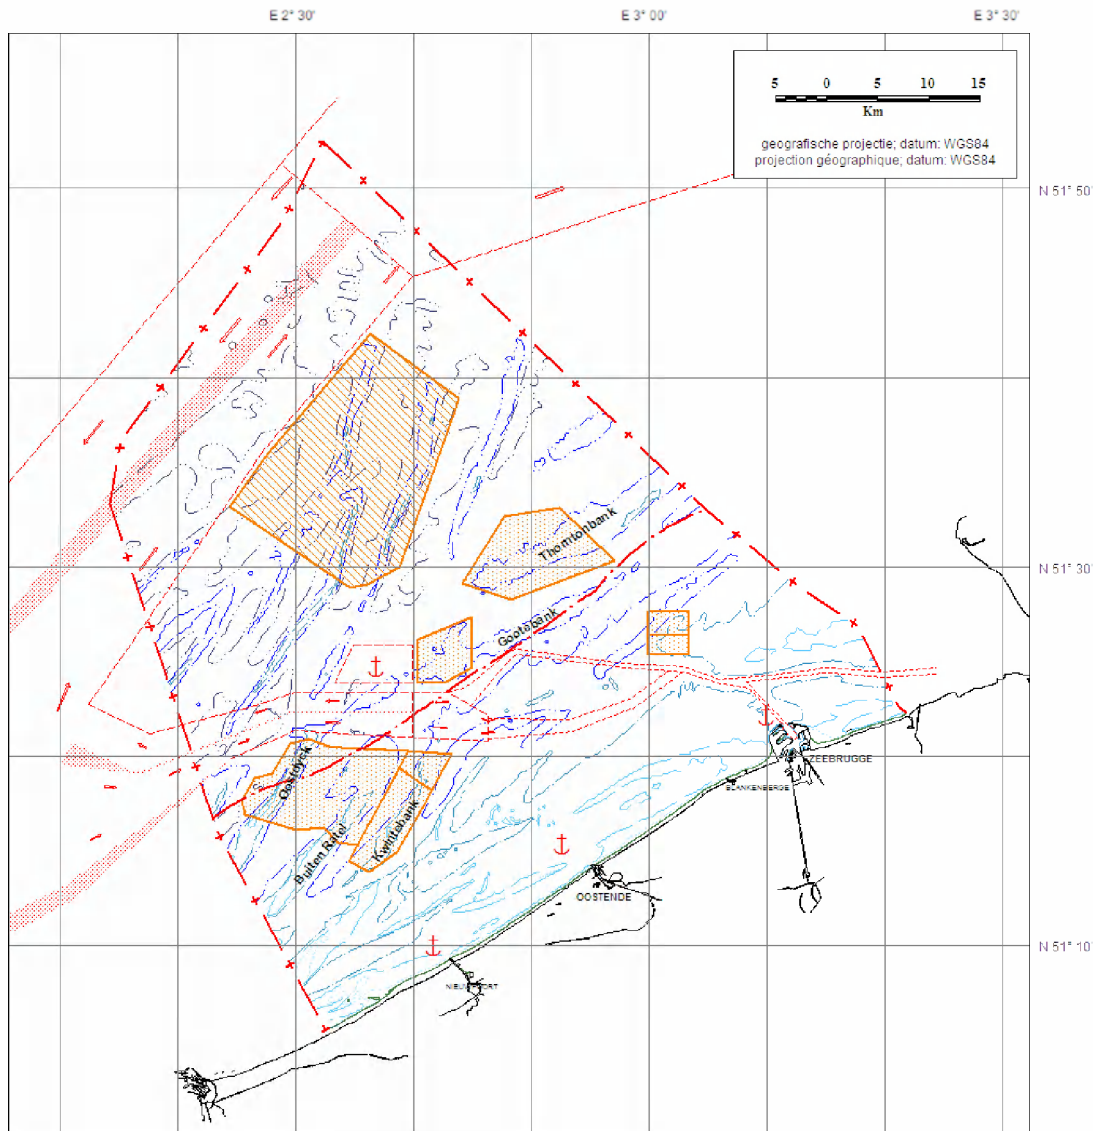 E 2° 30'
E 3° 00'
E 3° 30'
5 0 5 10 15
Km
geografische projectie; datum: WGS84
projection géographique; datum: WGS84
N 51° 50'
Thorntonbank
N 51° 30'
Gootebank
Oostdyck
ZEEBRUGGE
BLANKENBERGE
Buiten Ratel
Kwintebank
OOSTENDE
N 51° 10'
NIEUWPOORT